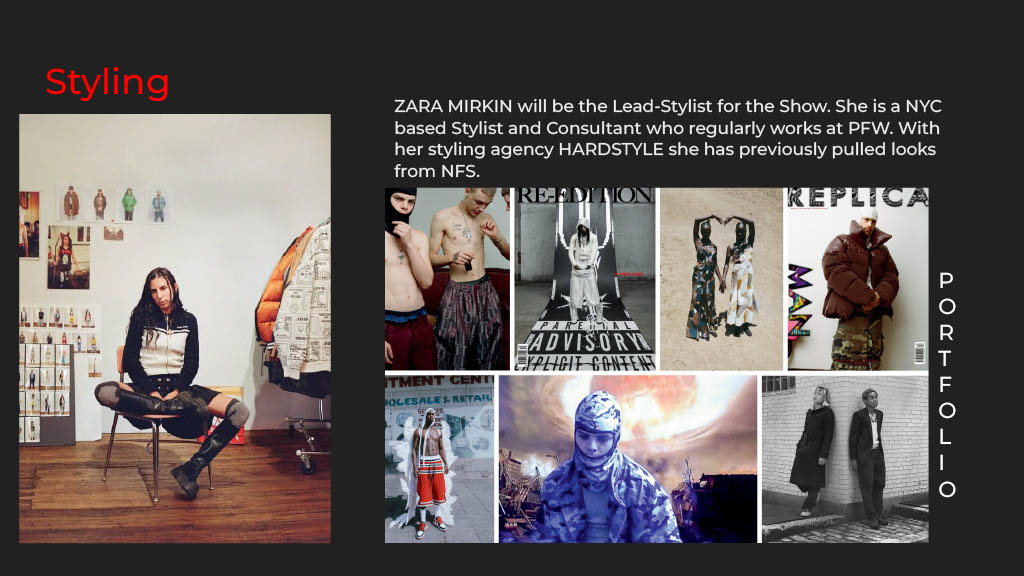 Styling
ZARA MIRKIN will be the Lead-Stylist for the Show. She is a NYC
based Stylist and Consultant who regularly works at PFW. With
her styling agency HARDSTYLE she has previously pulled looks
from NFS.
RE-EDITION
REPLICA
MAN
PARENTAL
ADVISORY
EXPLICIT CONTENT
TMENT CENT
HOLESALE & RETAIL
PORTFOLIO